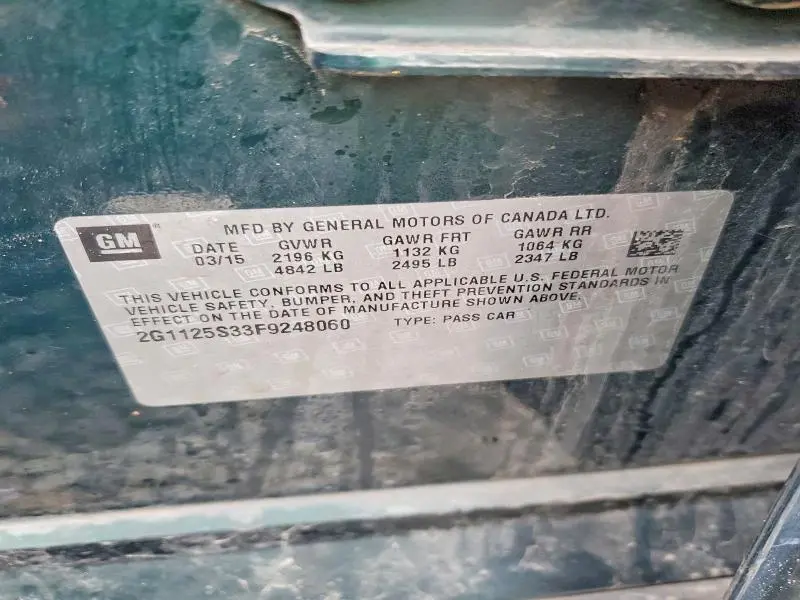 GM ® MFD BY GENERAL MOTORS OF CANADA LTD.
DATE GVWR GAWR FRT GAWR RR
03/15 2196 KG 1132 KG 1064 KG
4842 LB 2495 LB 2347 LB
THIS VEHICLE CONFORMS TO ALL APPLICABLE U.S. FEDERAL MOTOR
VEHICLE SAFETY, BUMPER, AND THEFT PREVENTION STANDARDS IN
EFFECT ON THE DATE OF MANUFACTURE SHOWN ABOVE.
2G1125S33F9248060 TYPE: PASS CAR